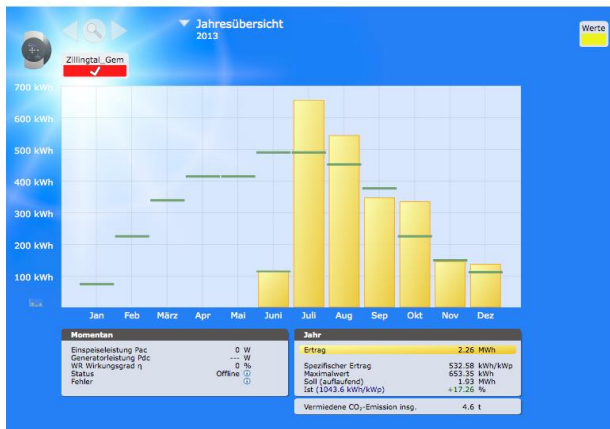 Jahresübersicht
2013
Werte
Zillingtal_Gem
700 kWh
600 kWh
500 kWh
400 kWh
300 kWh
200 kWh
100 kWh
Jan Feb März Apr Mai Juni Juli Aug Sep Okt Nov Dez
Momentan
Einspeiseleistung Pac 0 W
Generatorleistung Pdc --- W
WR Wirkungsgrad η 0 %
Status Offline
Fehler
Jahr
Ertrag 2.26 MWh
Spezifischer Ertrag 532.58 kWh/kWp
Maximalwert 653.35 kWh
Soll (auflaufend) 1.93 MWh
Ist (1043.6 kWh/kWp) +17.26 %
Vermiedene CO₂-Emission insg. 4.6 t